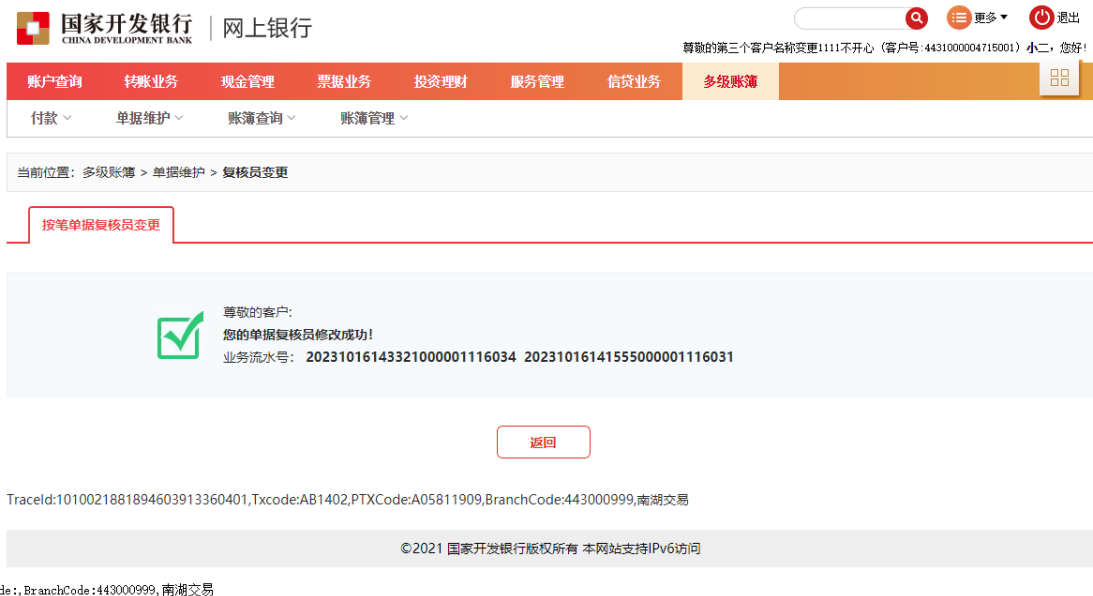 国家开发银行 网上银行
CHINA DEVELOPMENT BANK
更多 退出
尊敬的第三个客户名称变更1111不开心（客户号:4431000004715001）小二，您好!
账户查询 转账业务 现金管理 票据业务 投资理财 服务管理 信贷业务 多级账簿
付款 单据维护 账簿查询 账簿管理
当前位置：多级账簿 > 单据维护 > 复核员变更
按笔单据复核员变更
尊敬的客户:
您的单据复核员修改成功!
业务流水号： 20231016143321000001116034 20231016141555000001116031
返回
TraceId:1010021881894603913360401,Txcode:AB1402,PTXCode:A05811909,BranchCode:443000999,南湖交易
©2021 国家开发银行版权所有 本网站支持IPv6访问
de:,BranchCode:443000999,南湖交易